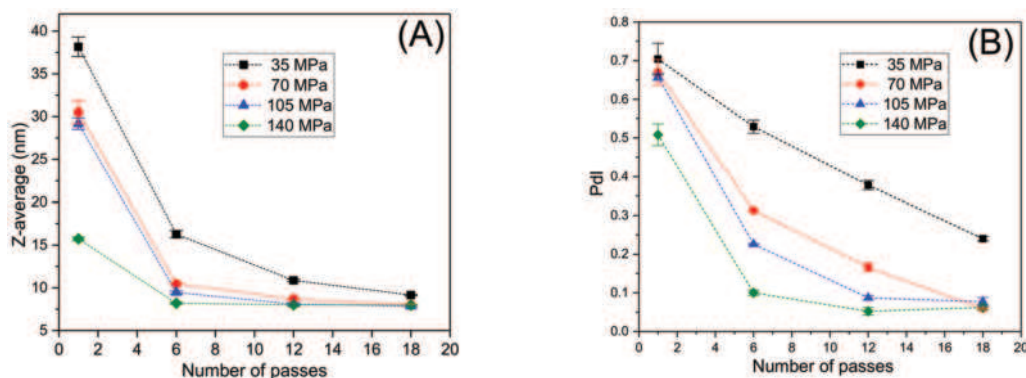 (A)
Z-average (nm)
40
35
30
25
20
15
10
5
35 MPa
70 MPa
105 MPa
140 MPa
0 2 4 6 8 10 12 14 16 18 20
Number of passes
(B)
PdI
0.8
0.7
0.6
0.5
0.4
0.3
0.2
0.1
0.0
35 MPa
70 MPa
105 MPa
140 MPa
0 2 4 6 8 10 12 14 16 18 20
Number of passes